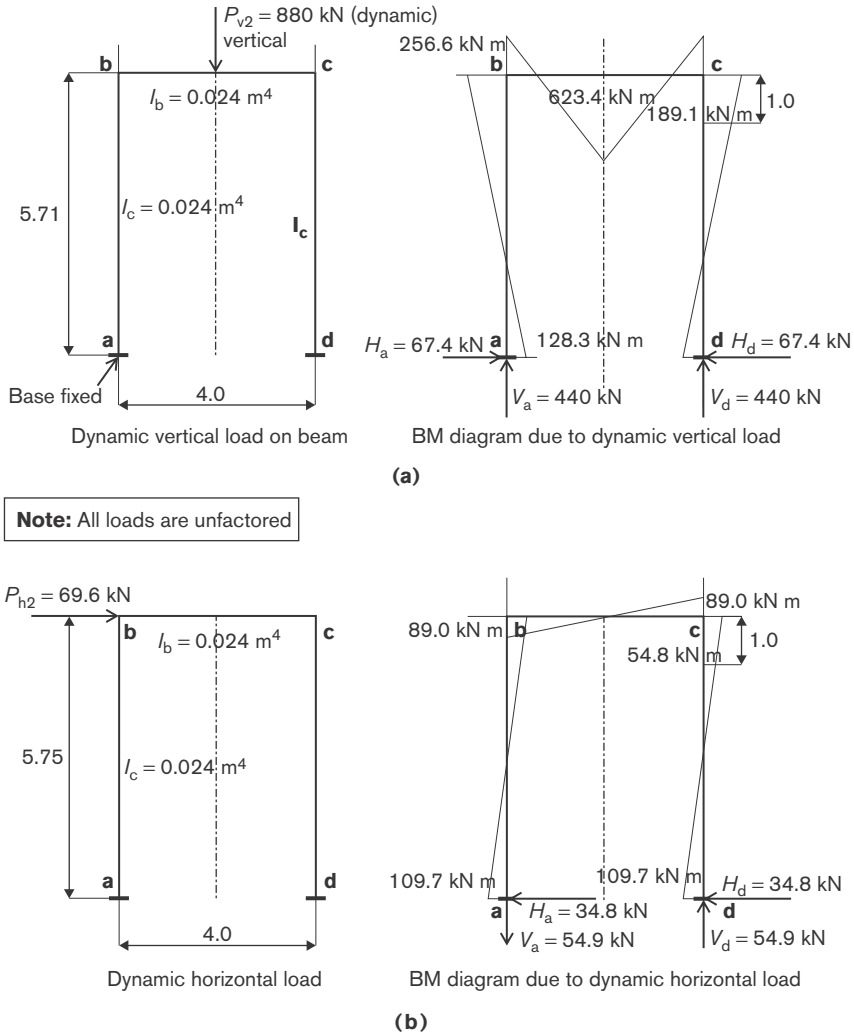 P_v2 = 880 kN (dynamic)
vertical
b
c
I_b = 0.024 m⁴
5.71
I_c = 0.024 m⁴
I_c
a
d
Base fixed
4.0
Dynamic vertical load on beam
256.6 kN m
b
c
623.4 kN m
189.1 kN m
1.0
H_a = 67.4 kN
a
128.3 kN m
d
H_d = 67.4 kN
V_a = 440 kN
V_d = 440 kN
BM diagram due to dynamic vertical load
(a)
Note: All loads are unfactored
P_h2 = 69.6 kN
b
c
I_b = 0.024 m⁴
5.75
I_c = 0.024 m⁴
a
d
4.0
Dynamic horizontal load
89.0 kN m
89.0 kN m
b
c
54.8 kN m
1.0
109.7 kN m
109.7 kN m
H_d = 34.8 kN
a
H_a = 34.8 kN
d
V_a = 54.9 kN
V_d = 54.9 kN
BM diagram due to dynamic horizontal load
(b)